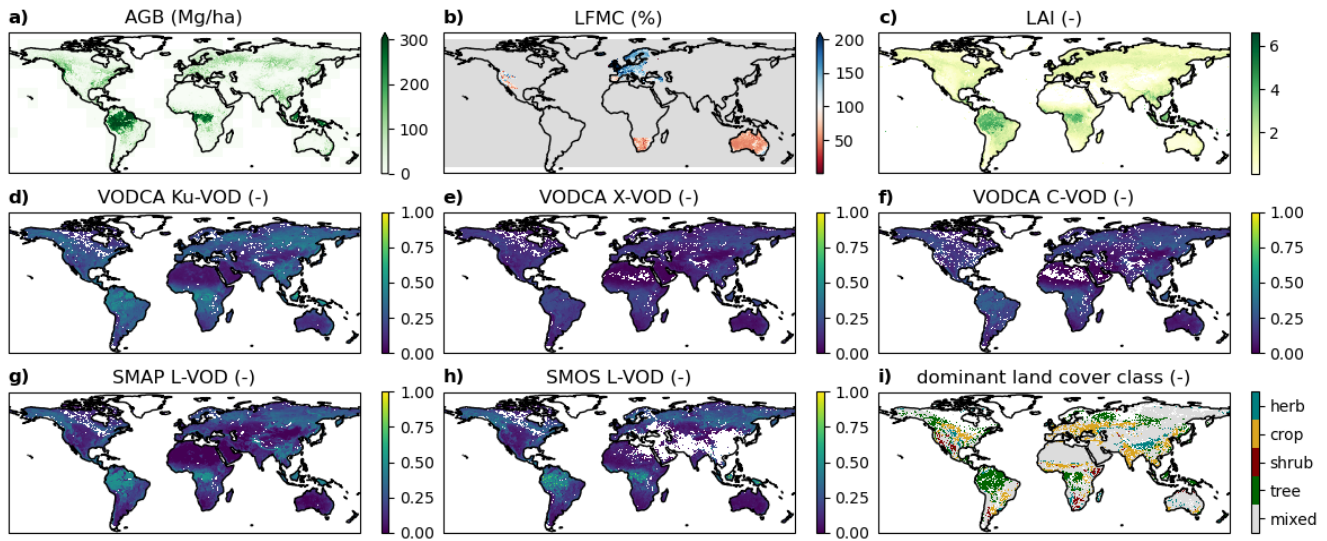 a) AGB (Mg/ha)
300
200
100
0
b) LFMC (%)
200
150
100
50
c) LAI (-)
6
4
2
d) VODCA Ku-VOD (-)
1.00
0.75
0.50
0.25
0.00
e) VODCA X-VOD (-)
1.00
0.75
0.50
0.25
0.00
f) VODCA C-VOD (-)
1.00
0.75
0.50
0.25
0.00
g) SMAP L-VOD (-)
1.00
0.75
0.50
0.25
0.00
h) SMOS L-VOD (-)
1.00
0.75
0.50
0.25
0.00
i) dominant land cover class (-)
herb
crop
shrub
tree
mixed